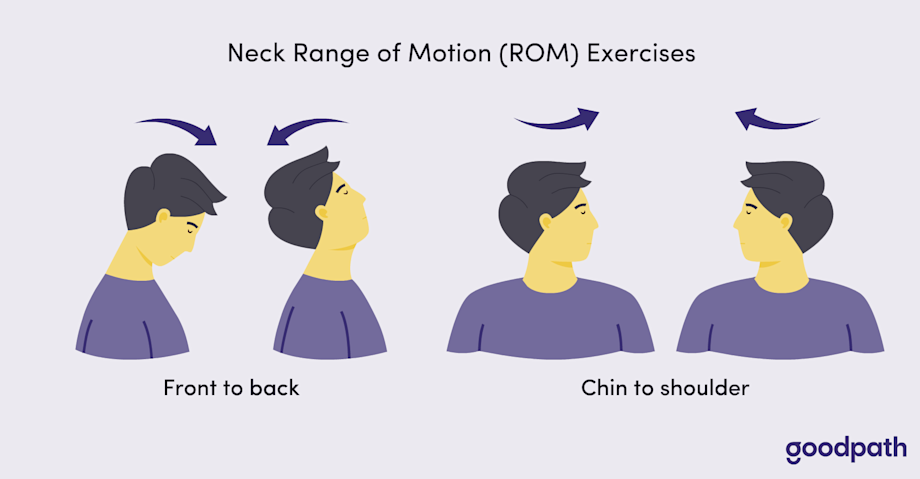 Neck Range of Motion (ROM) Exercises
Front to back
Chin to shoulder
goodpath